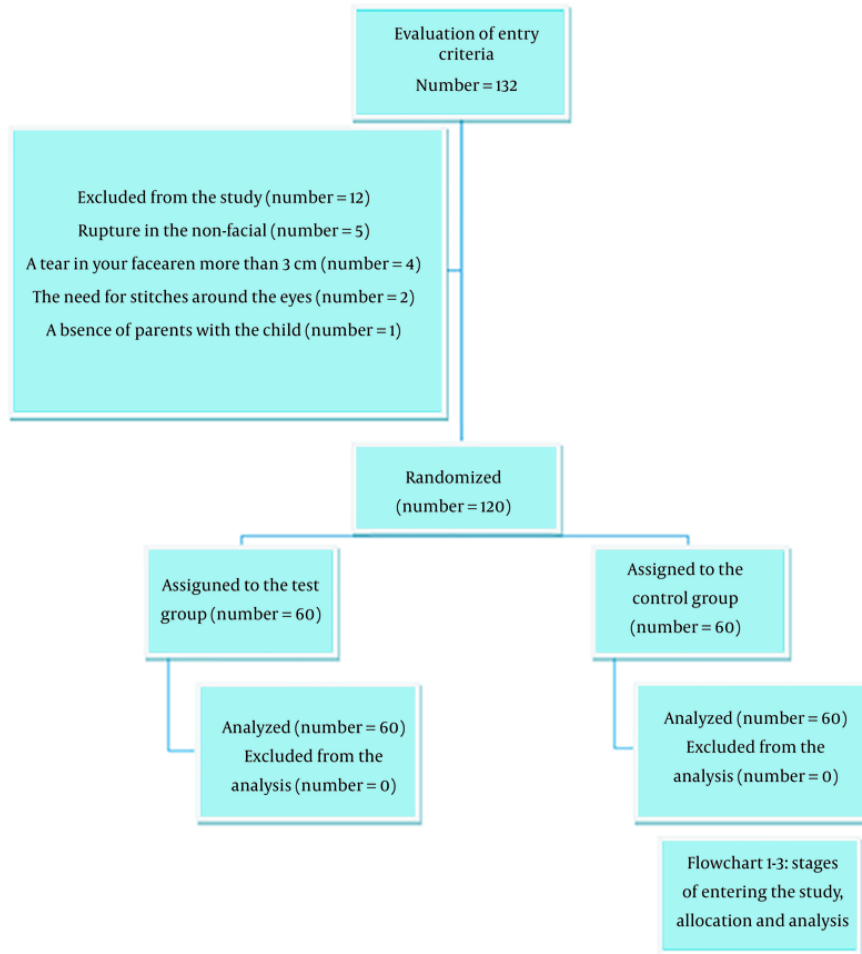 Evaluation of entry
criteria
Number = 132
Excluded from the study (number = 12)
Rupture in the non-facial (number = 5)
A tear in your facearen more than 3 cm (number = 4)
The need for stitches around the eyes (number = 2)
A bsence of parents with the child (number = 1)
Randomized
(number = 120)
Assiguned to the test
group (number = 60)
Assigned to the
control group
(number = 60)
Analyzed (number = 60)
Excluded from the
analysis (number = 0)
Analyzed (number = 60)
Excluded from the
analysis (number = 0)
Flowchart 1-3: stages
of entering the study,
allocation and analysis